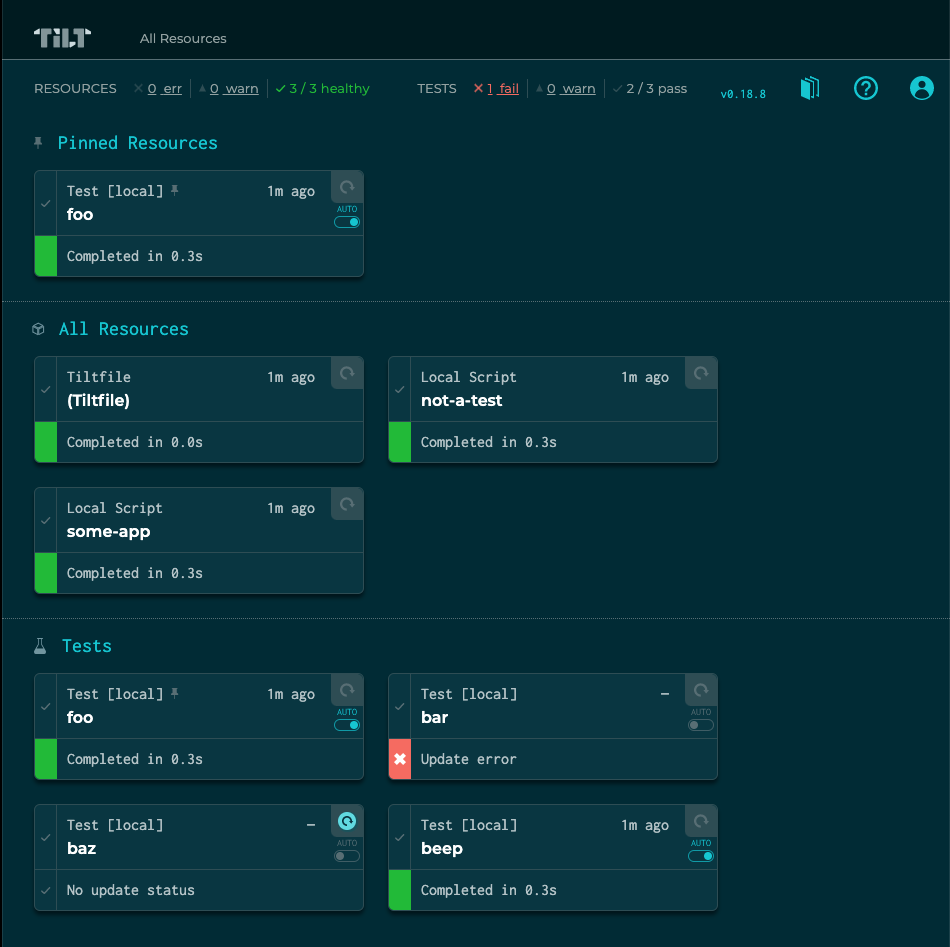 TILT All Resources
RESOURCES 0 err 0 warn 3 / 3 healthy TESTS 1 fail 0 warn 2 / 3 pass v0.18.8
Pinned Resources
Test [local] 1m ago
AUTO
foo
Completed in 0.3s
All Resources
Tiltfile 1m ago
(Tiltfile)
Completed in 0.0s
Local Script 1m ago
not-a-test
Completed in 0.3s
Local Script 1m ago
some-app
Completed in 0.3s
Tests
Test [local] 1m ago
AUTO
foo
Completed in 0.3s
Test [local] —
AUTO
bar
Update error
Test [local] —
AUTO
baz
No update status
Test [local] 1m ago
AUTO
beep
Completed in 0.3s